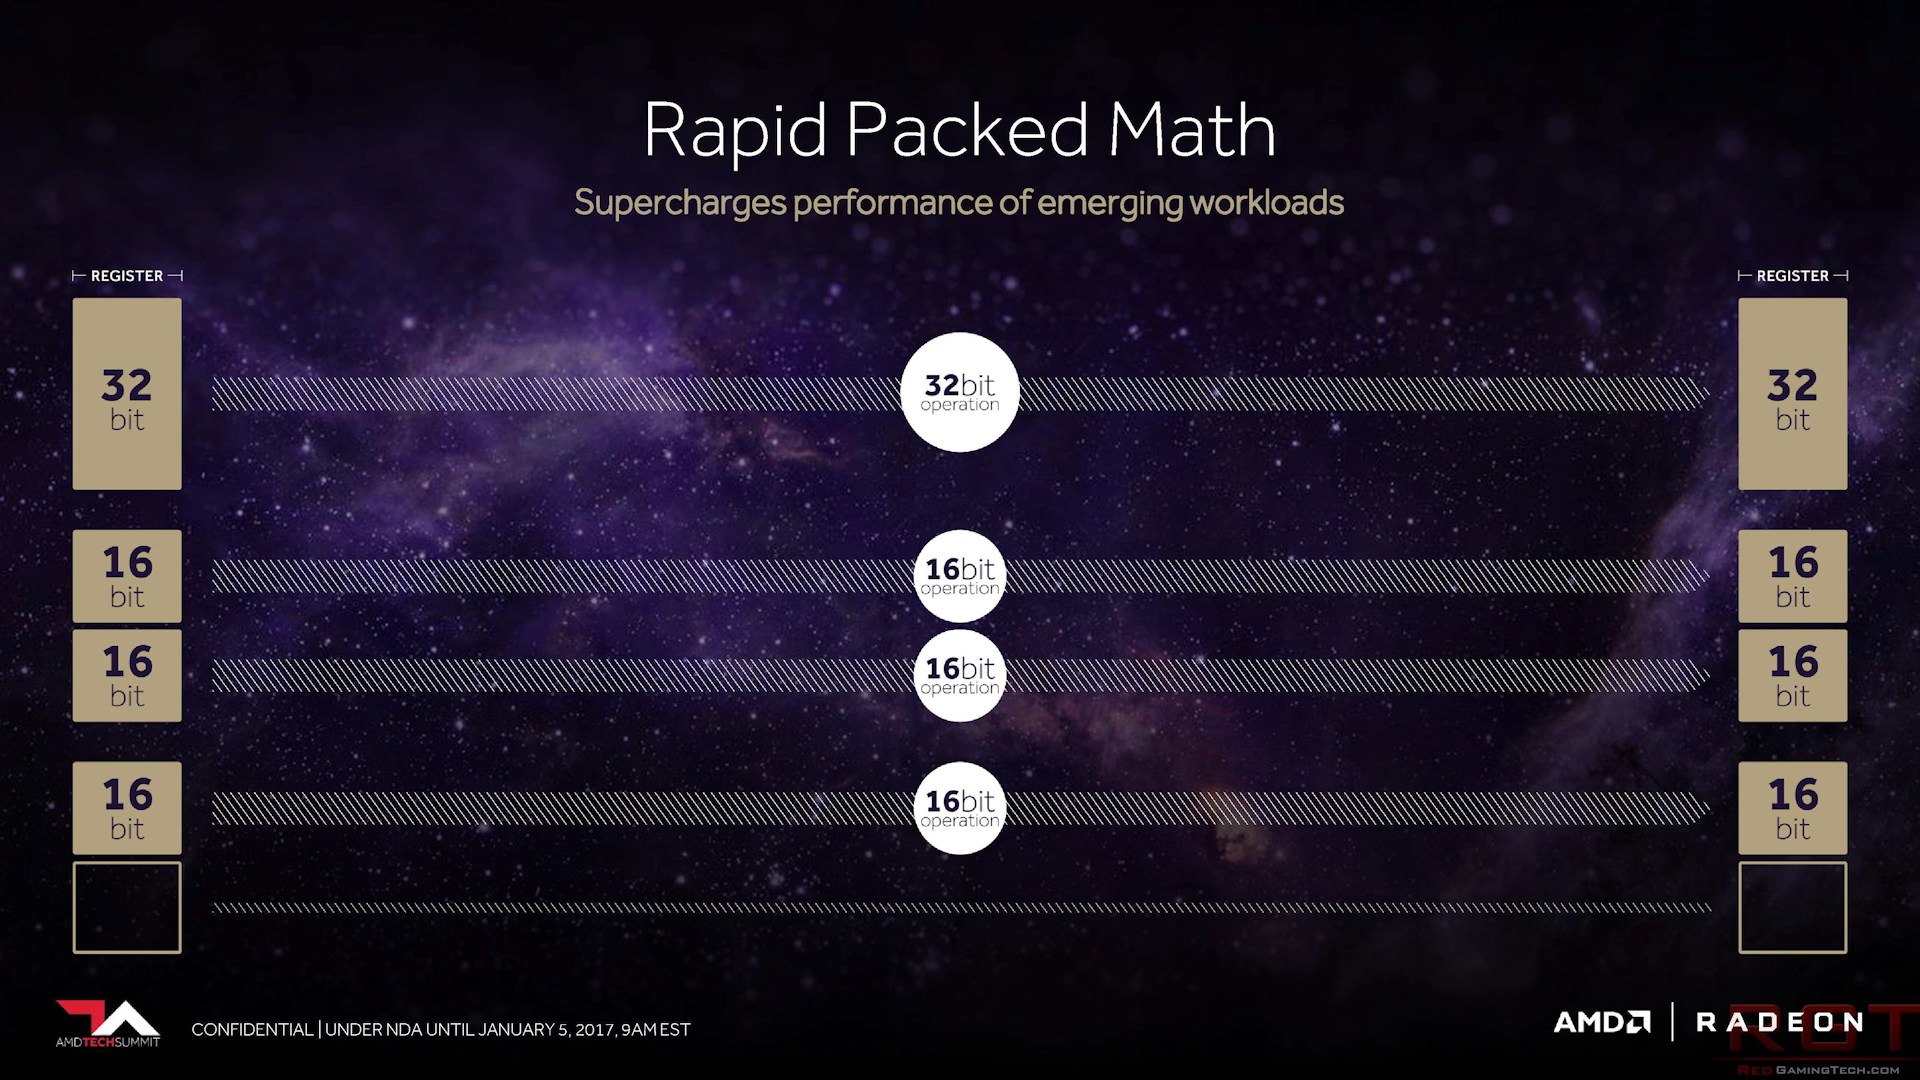 Rapid Packed Math
Supercharges performance of emerging workloads
REGISTER
REGISTER
32
bit
32bit
operation
32
bit
16
bit
16bit
operation
16
bit
16
bit
16bit
operation
16
bit
16
bit
16bit
operation
16
bit
AMDTECHSUMMIT
CONFIDENTIAL | UNDER NDA UNTIL JANUARY 5, 2017, 9AM EST
AMD | RADEON
RGT
RED GAMINGTECH.COM